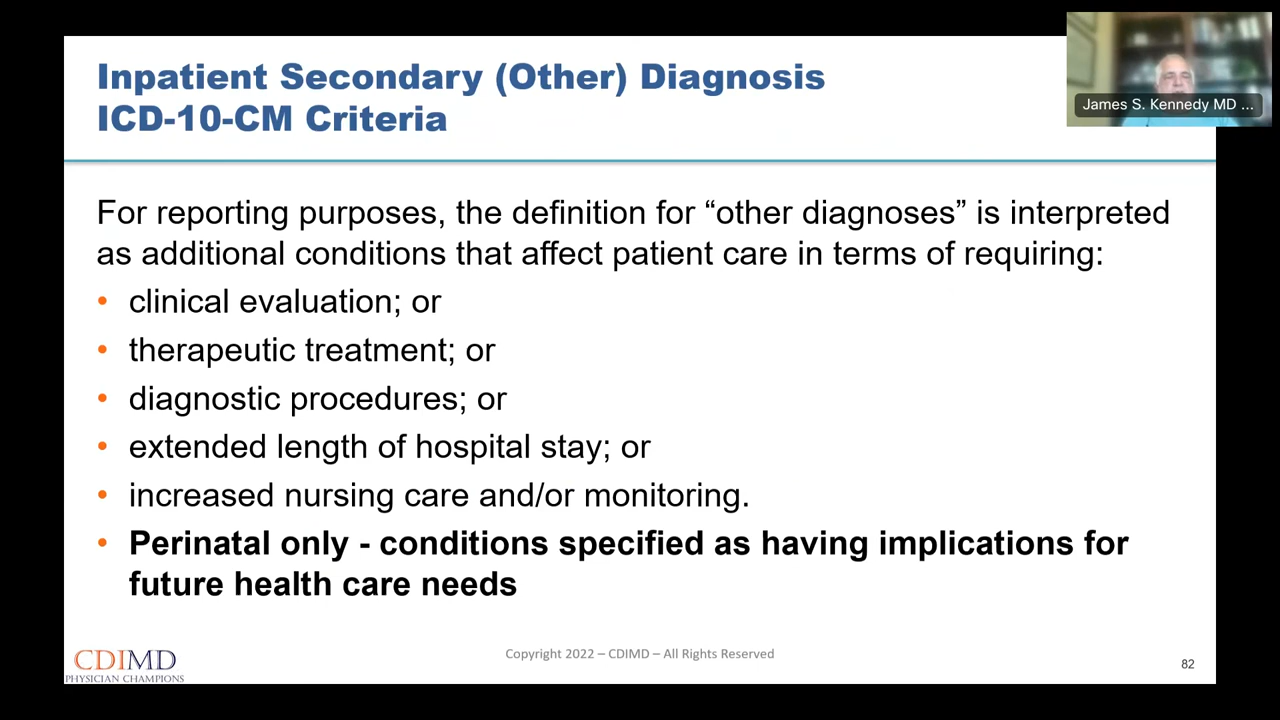 Inpatient Secondary (Other) Diagnosis
ICD-10-CM Criteria
James S. Kennedy MD ...
For reporting purposes, the definition for “other diagnoses” is interpreted
as additional conditions that affect patient care in terms of requiring:
• clinical evaluation; or
• therapeutic treatment; or
• diagnostic procedures; or
• extended length of hospital stay; or
• increased nursing care and/or monitoring.
• Perinatal only - conditions specified as having implications for
future health care needs
CDIMD
PHYSICIAN CHAMPIONS
Copyright 2022 – CDIMD – All Rights Reserved
82